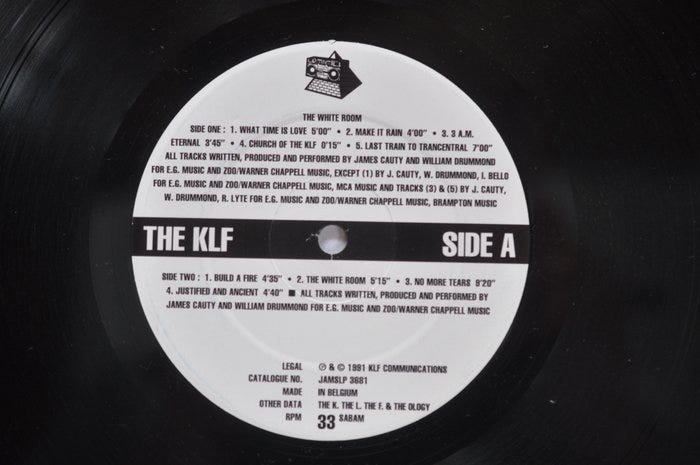 THE WHITE ROOM
SIDE ONE : 1. WHAT TIME IS LOVE 5'00" • 2. MAKE IT RAIN 4'00" • 3. 3 A.M.
ETERNAL 3'45" • 4. CHURCH OF THE KLF 0'15" • 5. LAST TRAIN TO TRANCENTRAL 7'00"
ALL TRACKS WRITTEN, PRODUCED AND PERFORMED BY JAMES CAUTY AND WILLIAM DRUMMOND
FOR E.G. MUSIC AND ZOO/WARNER CHAPPELL MUSIC, EXCEPT (1) BY J. CAUTY, W. DRUMMOND, I. BELLO
FOR E.G. MUSIC AND ZOO/WARNER CHAPPELL MUSIC, MCA MUSIC AND TRACKS (3) & (5) BY J. CAUTY,
W. DRUMMOND, R. LYTE FOR E.G. MUSIC AND ZOO/WARNER CHAPPELL MUSIC, BRAMPTON MUSIC
THE KLF SIDE A
SIDE TWO : 1. BUILD A FIRE 4'35" • 2. THE WHITE ROOM 5'15" • 3. NO MORE TEARS 9'20"
4. JUSTIFIED AND ANCIENT 4'40" ■ ALL TRACKS WRITTEN, PRODUCED AND PERFORMED BY
JAMES CAUTY AND WILLIAM DRUMMOND FOR E.G. MUSIC AND ZOO/WARNER CHAPPELL MUSIC
LEGAL ℗ & © 1991 KLF COMMUNICATIONS
CATALOGUE NO. JAMSLP 3681
MADE IN BELGIUM
OTHER DATA THE K. THE L. THE F. & THE OLOGY
RPM 33 SABAM